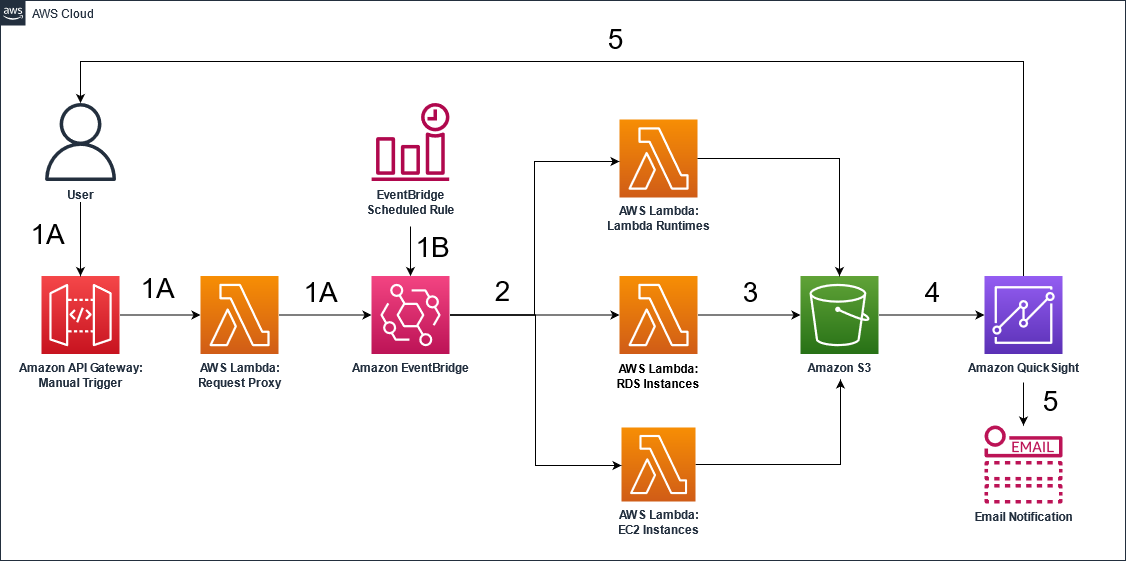 aws
AWS Cloud
5
User
EventBridge
Scheduled Rule
AWS Lambda:
Lambda Runtimes
1A
1B
1A
1A
2
3
4
</>
Amazon API Gateway:
Manual Trigger
AWS Lambda:
Request Proxy
Amazon EventBridge
AWS Lambda:
RDS Instances
Amazon S3
Amazon QuickSight
5
EMAIL
AWS Lambda:
EC2 Instances
Email Notification